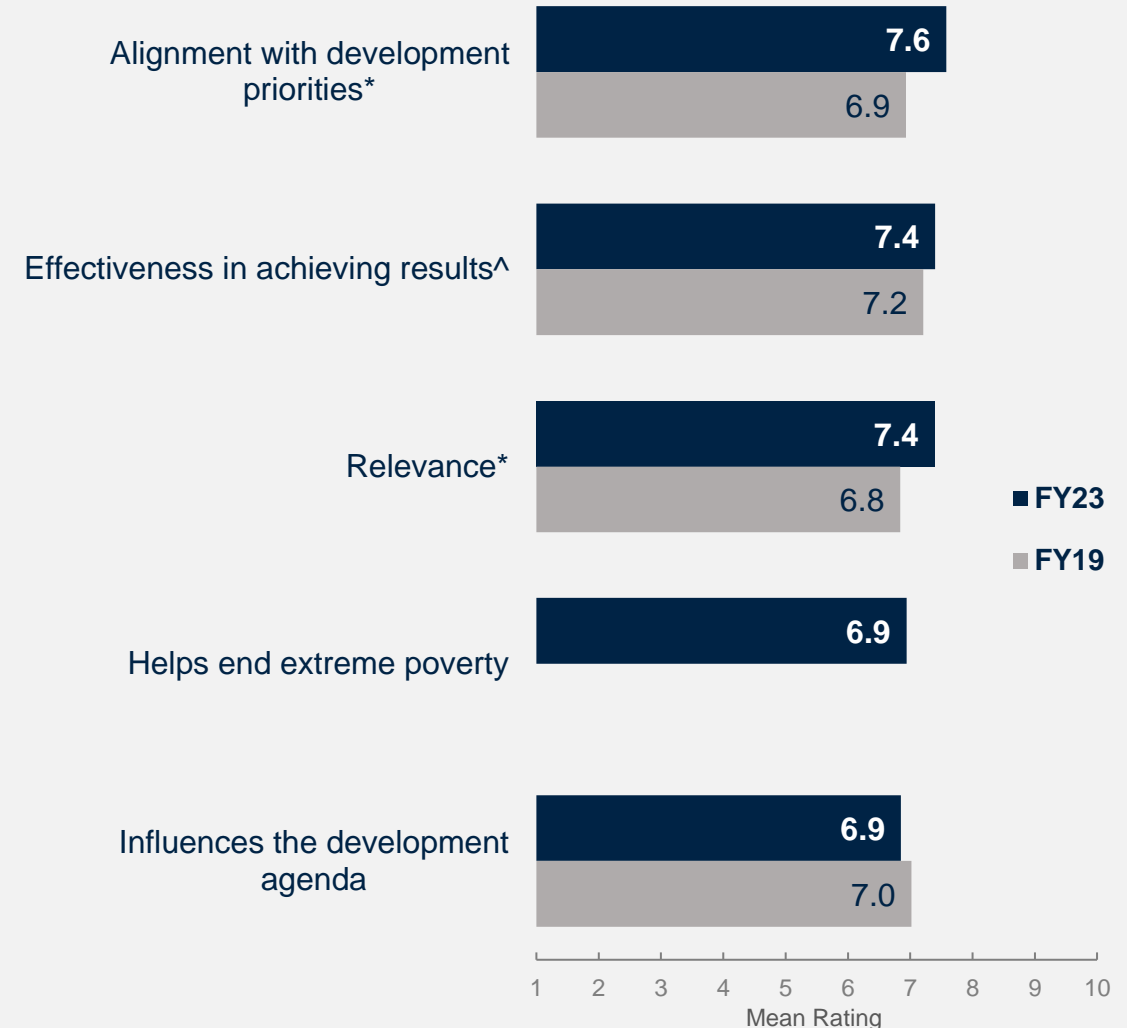 Alignment with development
priorities*
7.6
6.9
Effectiveness in achieving results^
7.4
7.2
Relevance*
7.4
6.8
FY23
FY19
Helps end extreme poverty
6.9
Influences the development
agenda
6.9
7.0
1 2 3 4 5 6 7 8 9 10
Mean Rating